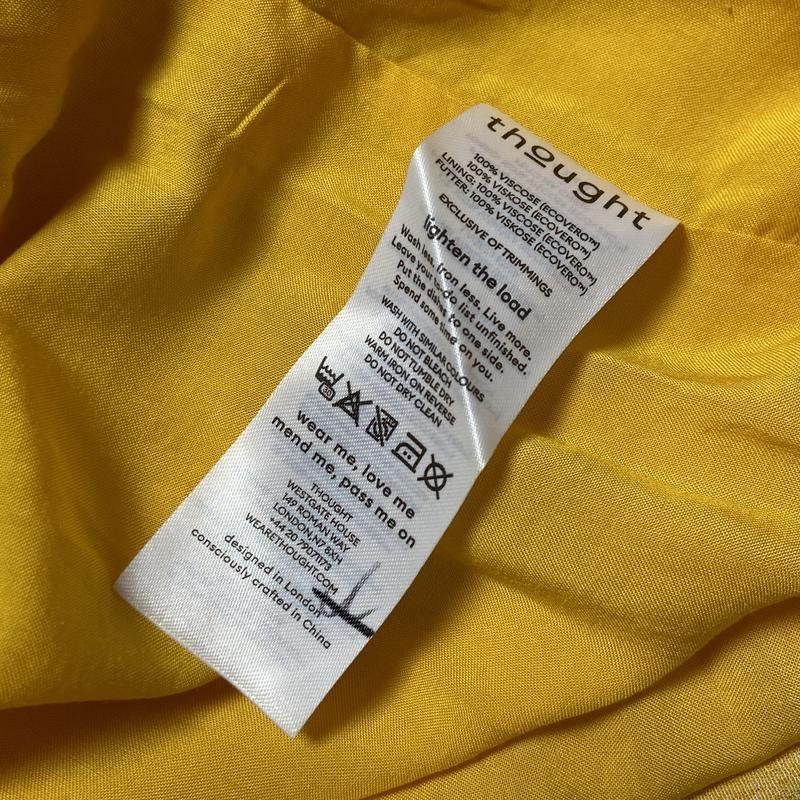 thought
100% VISCOSE (ECOVERO™)
100% VISKOSE (ECOVERO™)
LINING: 100% VISCOSE (ECOVERO™)
FUTTER: 100% VISKOSE (ECOVERO™)
EXCLUSIVE OF TRIMMINGS
lighten the load
Wash less. Iron less. Live more.
Leave your to do list unfinished.
Put the dishes to one side.
Spend some time on you.
WASH WITH SIMILAR COLOURS
DO NOT BLEACH
DO NOT TUMBLE DRY
WARM IRON ON REVERSE
DO NOT DRY CLEAN
30
wear me, love me
mend me, pass me on
THOUGHT
WESTGATE HOUSE
149 ROMAN WAY
LONDON, N7 8XH
+44 20 79071173
WEARETHOUGHT.COM
designed in London
consciously crafted in China